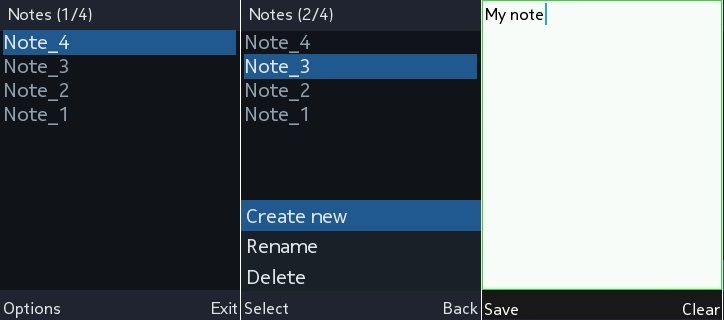 Notes (1/4)
Note_4
Note_3
Note_2
Note_1
Options Exit
Notes (2/4)
Note_4
Note_3
Note_2
Note_1
Create new
Rename
Delete
Select Back
My note
Save Clear